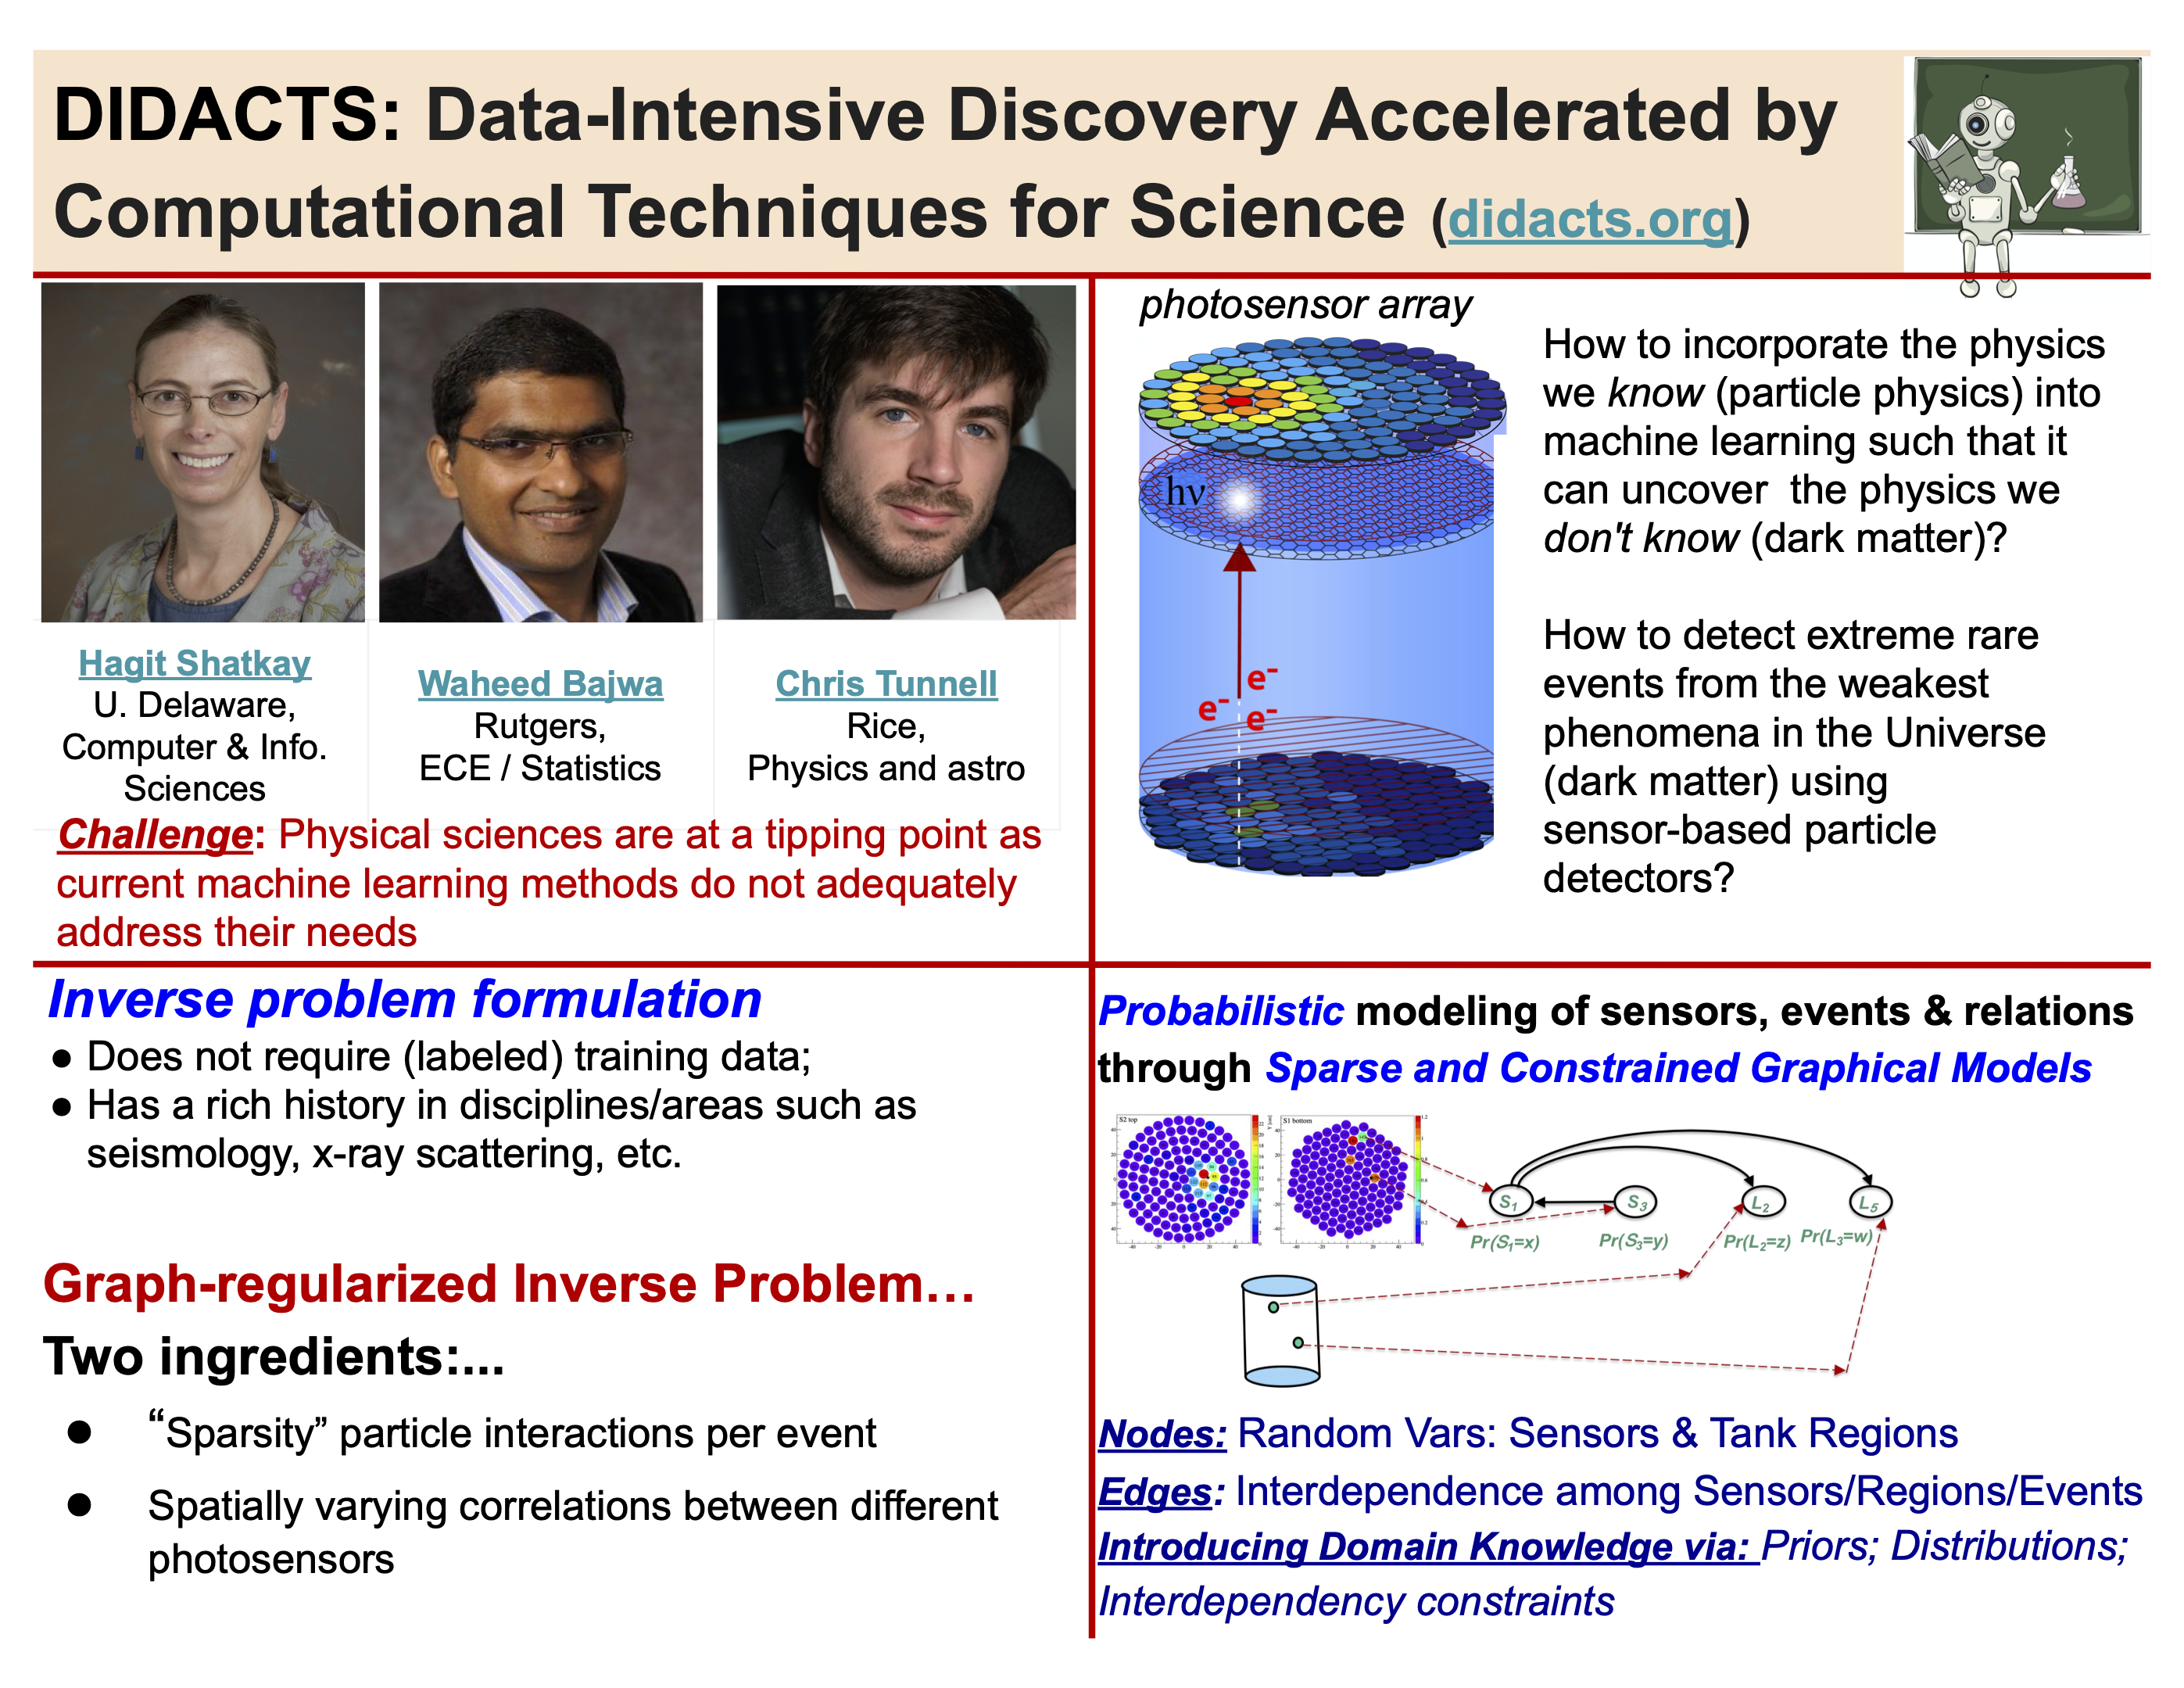 DIDACTS: Data-Intensive Discovery Accelerated by
Computational Techniques for Science (didacts.org)
Hagit Shatkay
U. Delaware,
Computer & Info.
Sciences
Waheed Bajwa
Rutgers,
ECE / Statistics
Chris Tunnell
Rice,
Physics and astro
Challenge: Physical sciences are at a tipping point as
current machine learning methods do not adequately
address their needs
photosensor array
hν
e⁻
e⁻ e⁻
How to incorporate the physics
we know (particle physics) into
machine learning such that it
can uncover the physics we
don't know (dark matter)?
How to detect extreme rare
events from the weakest
phenomena in the Universe
(dark matter) using
sensor-based particle
detectors?
Inverse problem formulation
● Does not require (labeled) training data;
● Has a rich history in disciplines/areas such as
seismology, x-ray scattering, etc.
Graph-regularized Inverse Problem…
Two ingredients:...
● “Sparsity” particle interactions per event
● Spatially varying correlations between different
photosensors
Probabilistic modeling of sensors, events & relations
through Sparse and Constrained Graphical Models
S2 top
S1 bottom
S₁ S₃ L₂ L₅
Pr(S₁=x) Pr(S₃=y) Pr(L₂=z) Pr(L₃=w)
Nodes: Random Vars: Sensors & Tank Regions
Edges: Interdependence among Sensors/Regions/Events
Introducing Domain Knowledge via: Priors; Distributions;
Interdependency constraints